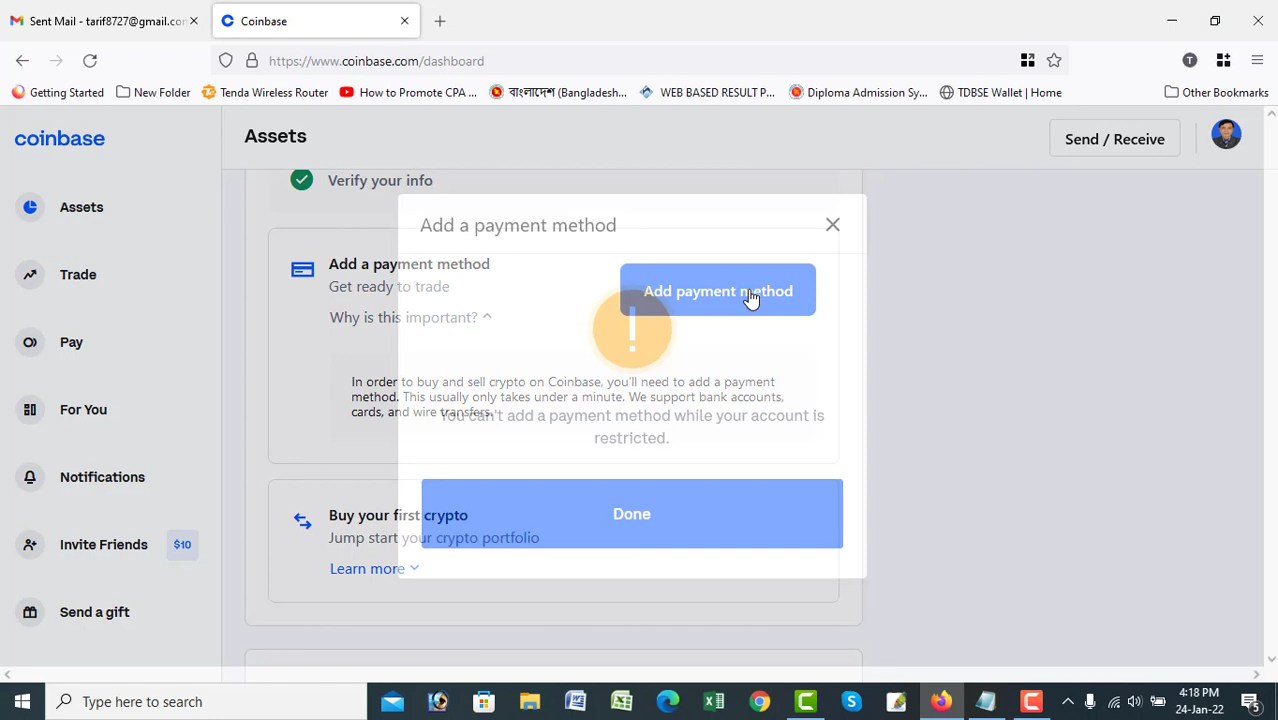 Sent Mail - tarif8727@gmail.con
Coinbase
https://www.coinbase.com/dashboard
T
Getting Started
New Folder
Tenda Wireless Router
How to Promote CPA ...
বাংলাদেশ (Bangladesh...
WEB BASED RESULT P...
Diploma Admission Sy...
TDBSE Wallet | Home
Other Bookmarks
coinbase
Assets
Send / Receive
Assets
Trade
Pay
For You
Notifications
Invite Friends
$10
Send a gift
Verify your info
Add a payment method
Add a payment method
Get ready to trade
Why is this important?
Add payment method
!
In order to buy and sell crypto on Coinbase, you'll need to add a payment
method. This usually only takes under a minute. We support bank accounts,
cards, and wire transfers.
You can't add a payment method while your account is
restricted.
Done
Buy your first crypto
Jump start your crypto portfolio
Learn more
Type here to search
4:18 PM
24-Jan-22
5